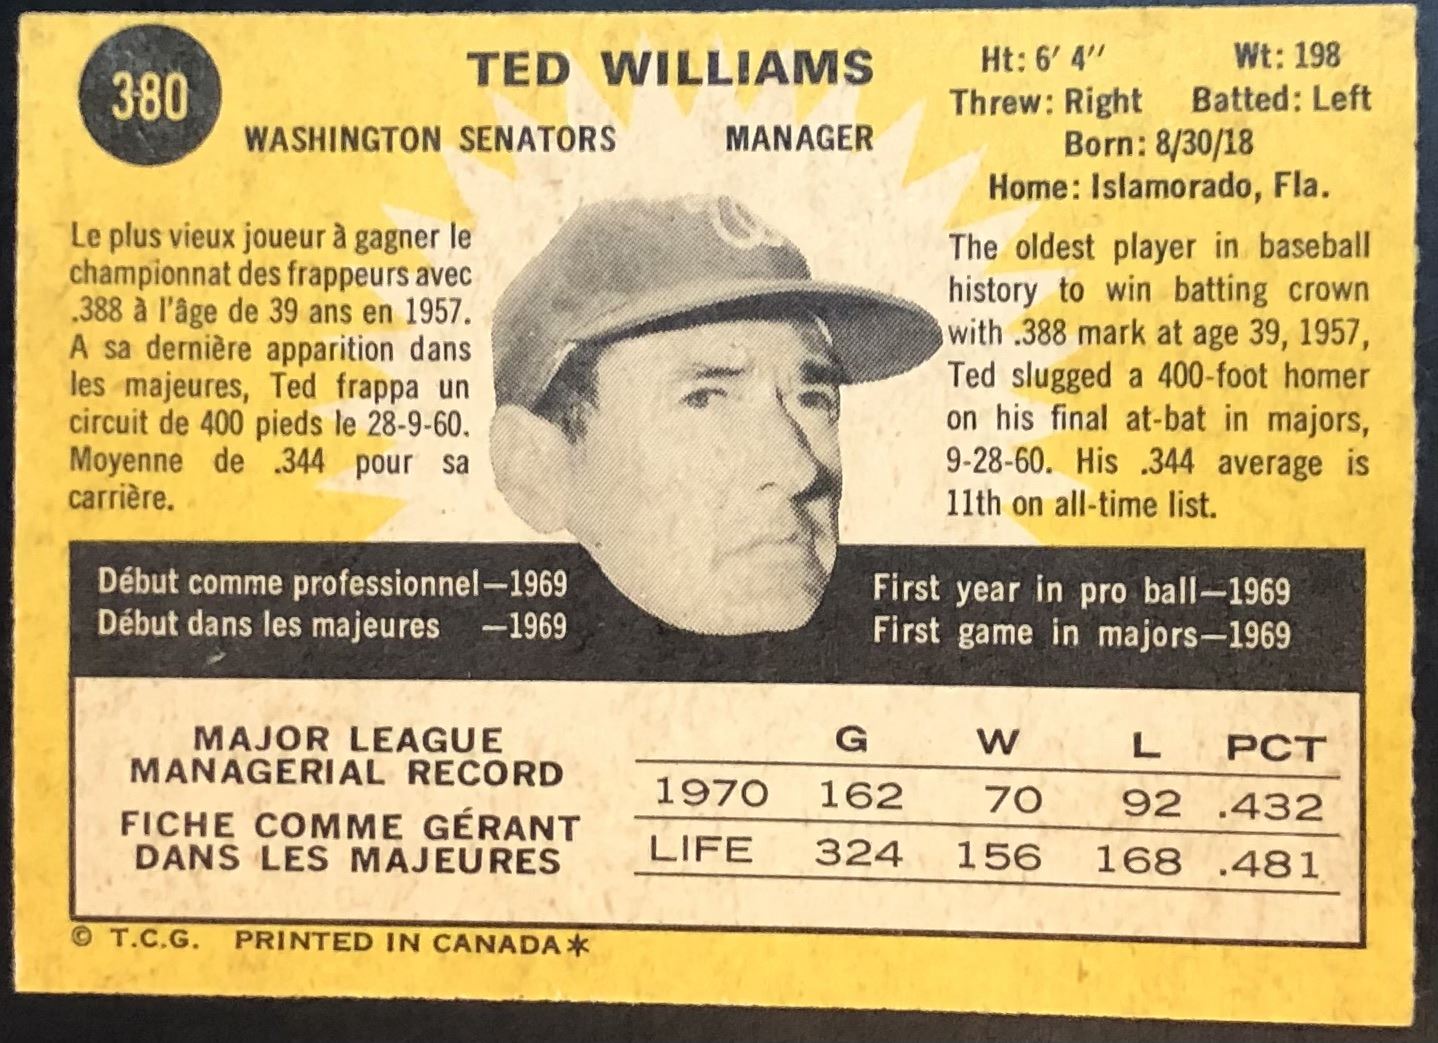 380
TED WILLIAMS
WASHINGTON SENATORS MANAGER
Ht: 6′ 4″ Wt: 198
Threw: Right Batted: Left
Born: 8/30/18
Home: Islamorado, Fla.
Le plus vieux joueur à gagner le
championnat des frappeurs avec
.388 à l'âge de 39 ans en 1957.
A sa dernière apparition dans
les majeures, Ted frappa un
circuit de 400 pieds le 28-9-60.
Moyenne de .344 pour sa
carrière.
The oldest player in baseball
history to win batting crown
with .388 mark at age 39, 1957,
Ted slugged a 400-foot homer
on his final at-bat in majors,
9-28-60. His .344 average is
11th on all-time list.
Début comme professionnel—1969
Début dans les majeures —1969
First year in pro ball—1969
First game in majors—1969
MAJOR LEAGUE
MANAGERIAL RECORD
FICHE COMME GÉRANT
DANS LES MAJEURES
G W L PCT
1970 162 70 92 .432
LIFE 324 156 168 .481
© T.C.G. PRINTED IN CANADA*